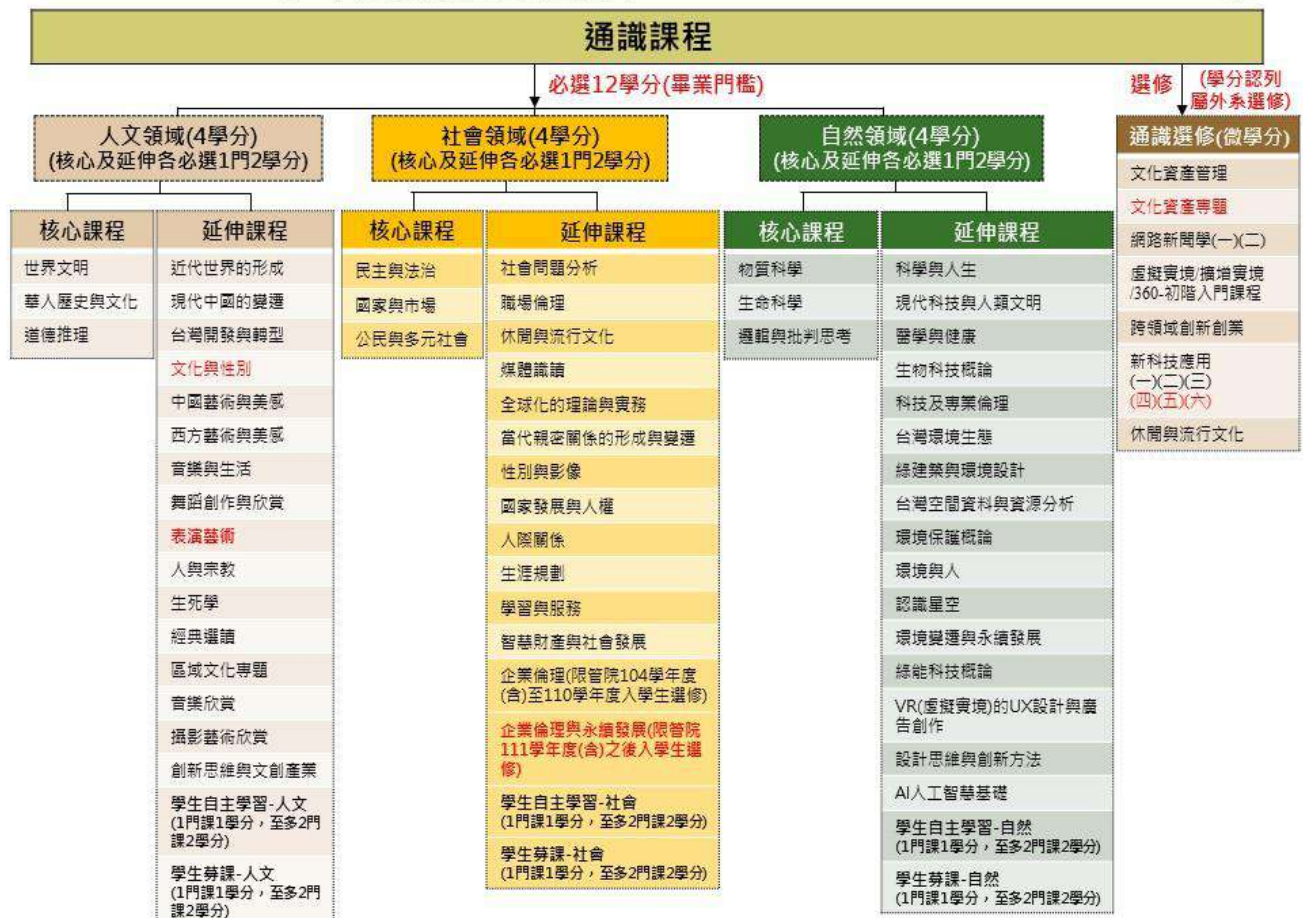 通識課程
必選12學分(畢業門檻)
選修
(學分認列
屬外系選修)
人文領域(4學分)
(核心及延伸各必選1門2學分)
核心課程
世界文明
華人歷史與文化
道德推理
延伸課程
近代世界的形成
現代中國的變遷
台灣開發與轉型
文化與性別
中國藝術與美感
西方藝術與美感
音樂與生活
舞蹈創作與欣賞
表演藝術
人與宗教
生死學
經典選讀
區域文化專題
音樂欣賞
攝影藝術欣賞
創新思維與文創產業
學生自主學習-人文
(1門課1學分，至多2門
課2學分)
學生募課-人文
(1門課1學分，至多2門
課2學分)
社會領域(4學分)
(核心及延伸各必選1門2學分)
核心課程
民主與法治
國家與市場
公民與多元社會
延伸課程
社會問題分析
職場倫理
休閒與流行文化
媒體識讀
全球化的理論與實務
當代親密關係的形成與變遷
性別與影像
國家發展與人權
人際關係
生涯規劃
學習與服務
智慧財產與社會發展
企業倫理(限管院104學年度
(含)至110學年度入學生選修)
企業倫理與永續發展(限管院
111學年度(含)之後入學生選
修)
學生自主學習-社會
(1門課1學分，至多2門課2學分)
學生募課-社會
(1門課1學分，至多2門課2學分)
自然領域(4學分)
(核心及延伸各必選1門2學分)
核心課程
物質科學
生命科學
邏輯與批判思考
延伸課程
科學與人生
現代科技與人類文明
醫學與健康
生物科技概論
科技及專業倫理
台灣環境生態
綠建築與環境設計
台灣空間資料與資源分析
環境保護概論
環境與人
認識星空
環境變遷與永續發展
綠能科技概論
VR(虛擬實境)的UX設計與廣
告創作
設計思維與創新方法
AI人工智慧基礎
學生自主學習-自然
(1門課1學分，至多2門課2學分)
學生募課-自然
(1門課1學分，至多2門課2學分)
通識選修(微學分)
文化資產管理
文化資產專題
網路新聞學(一)(二)
虛擬實境/擴增實境
/360-初階入門課程
跨領域創新創業
新科技應用
(一)(二)(三)
(四)(五)(六)
休閒與流行文化